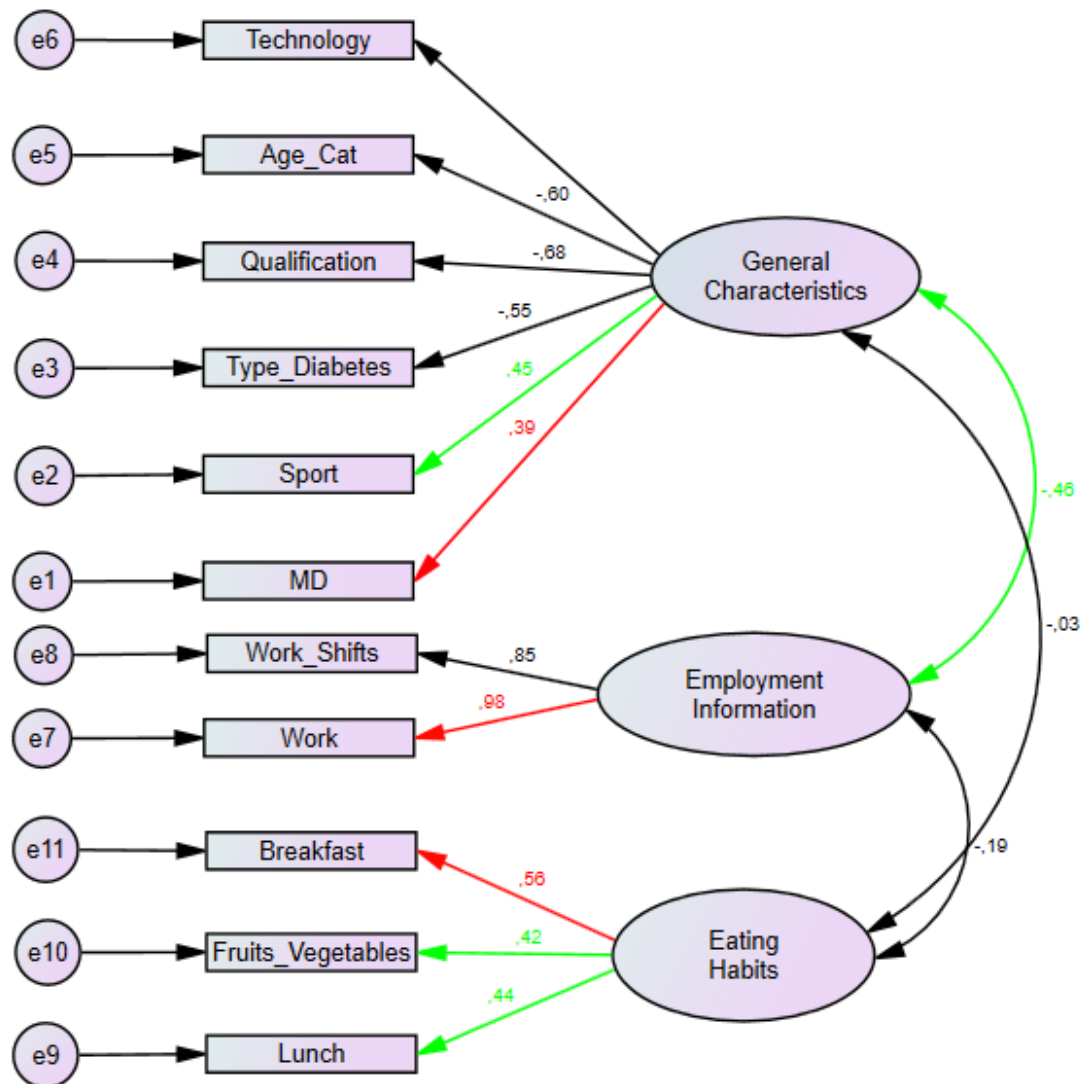 e6
Technology
e5
Age_Cat
-,60
e4
Qualification
-,68
General
Characteristics
-,55
e3
Type_Diabetes
,45
,39
e2
Sport
-,46
e1
MD
-,03
e8
Work_Shifts
,85
Employment
Information
,98
e7
Work
-,19
e11
Breakfast
,56
e10
Fruits_Vegetables
,42
Eating
Habits
,44
e9
Lunch